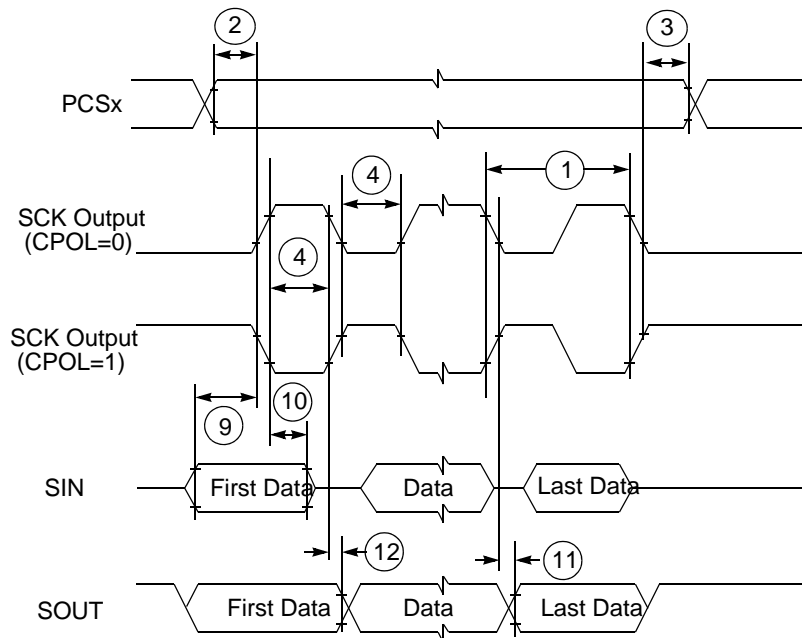 2
3
PCSx
4
1
SCK Output
(CPOL=0)
4
SCK Output
(CPOL=1)
9
10
SIN
First Data
Data
Last Data
12
11
SOUT
First Data
Data
Last Data